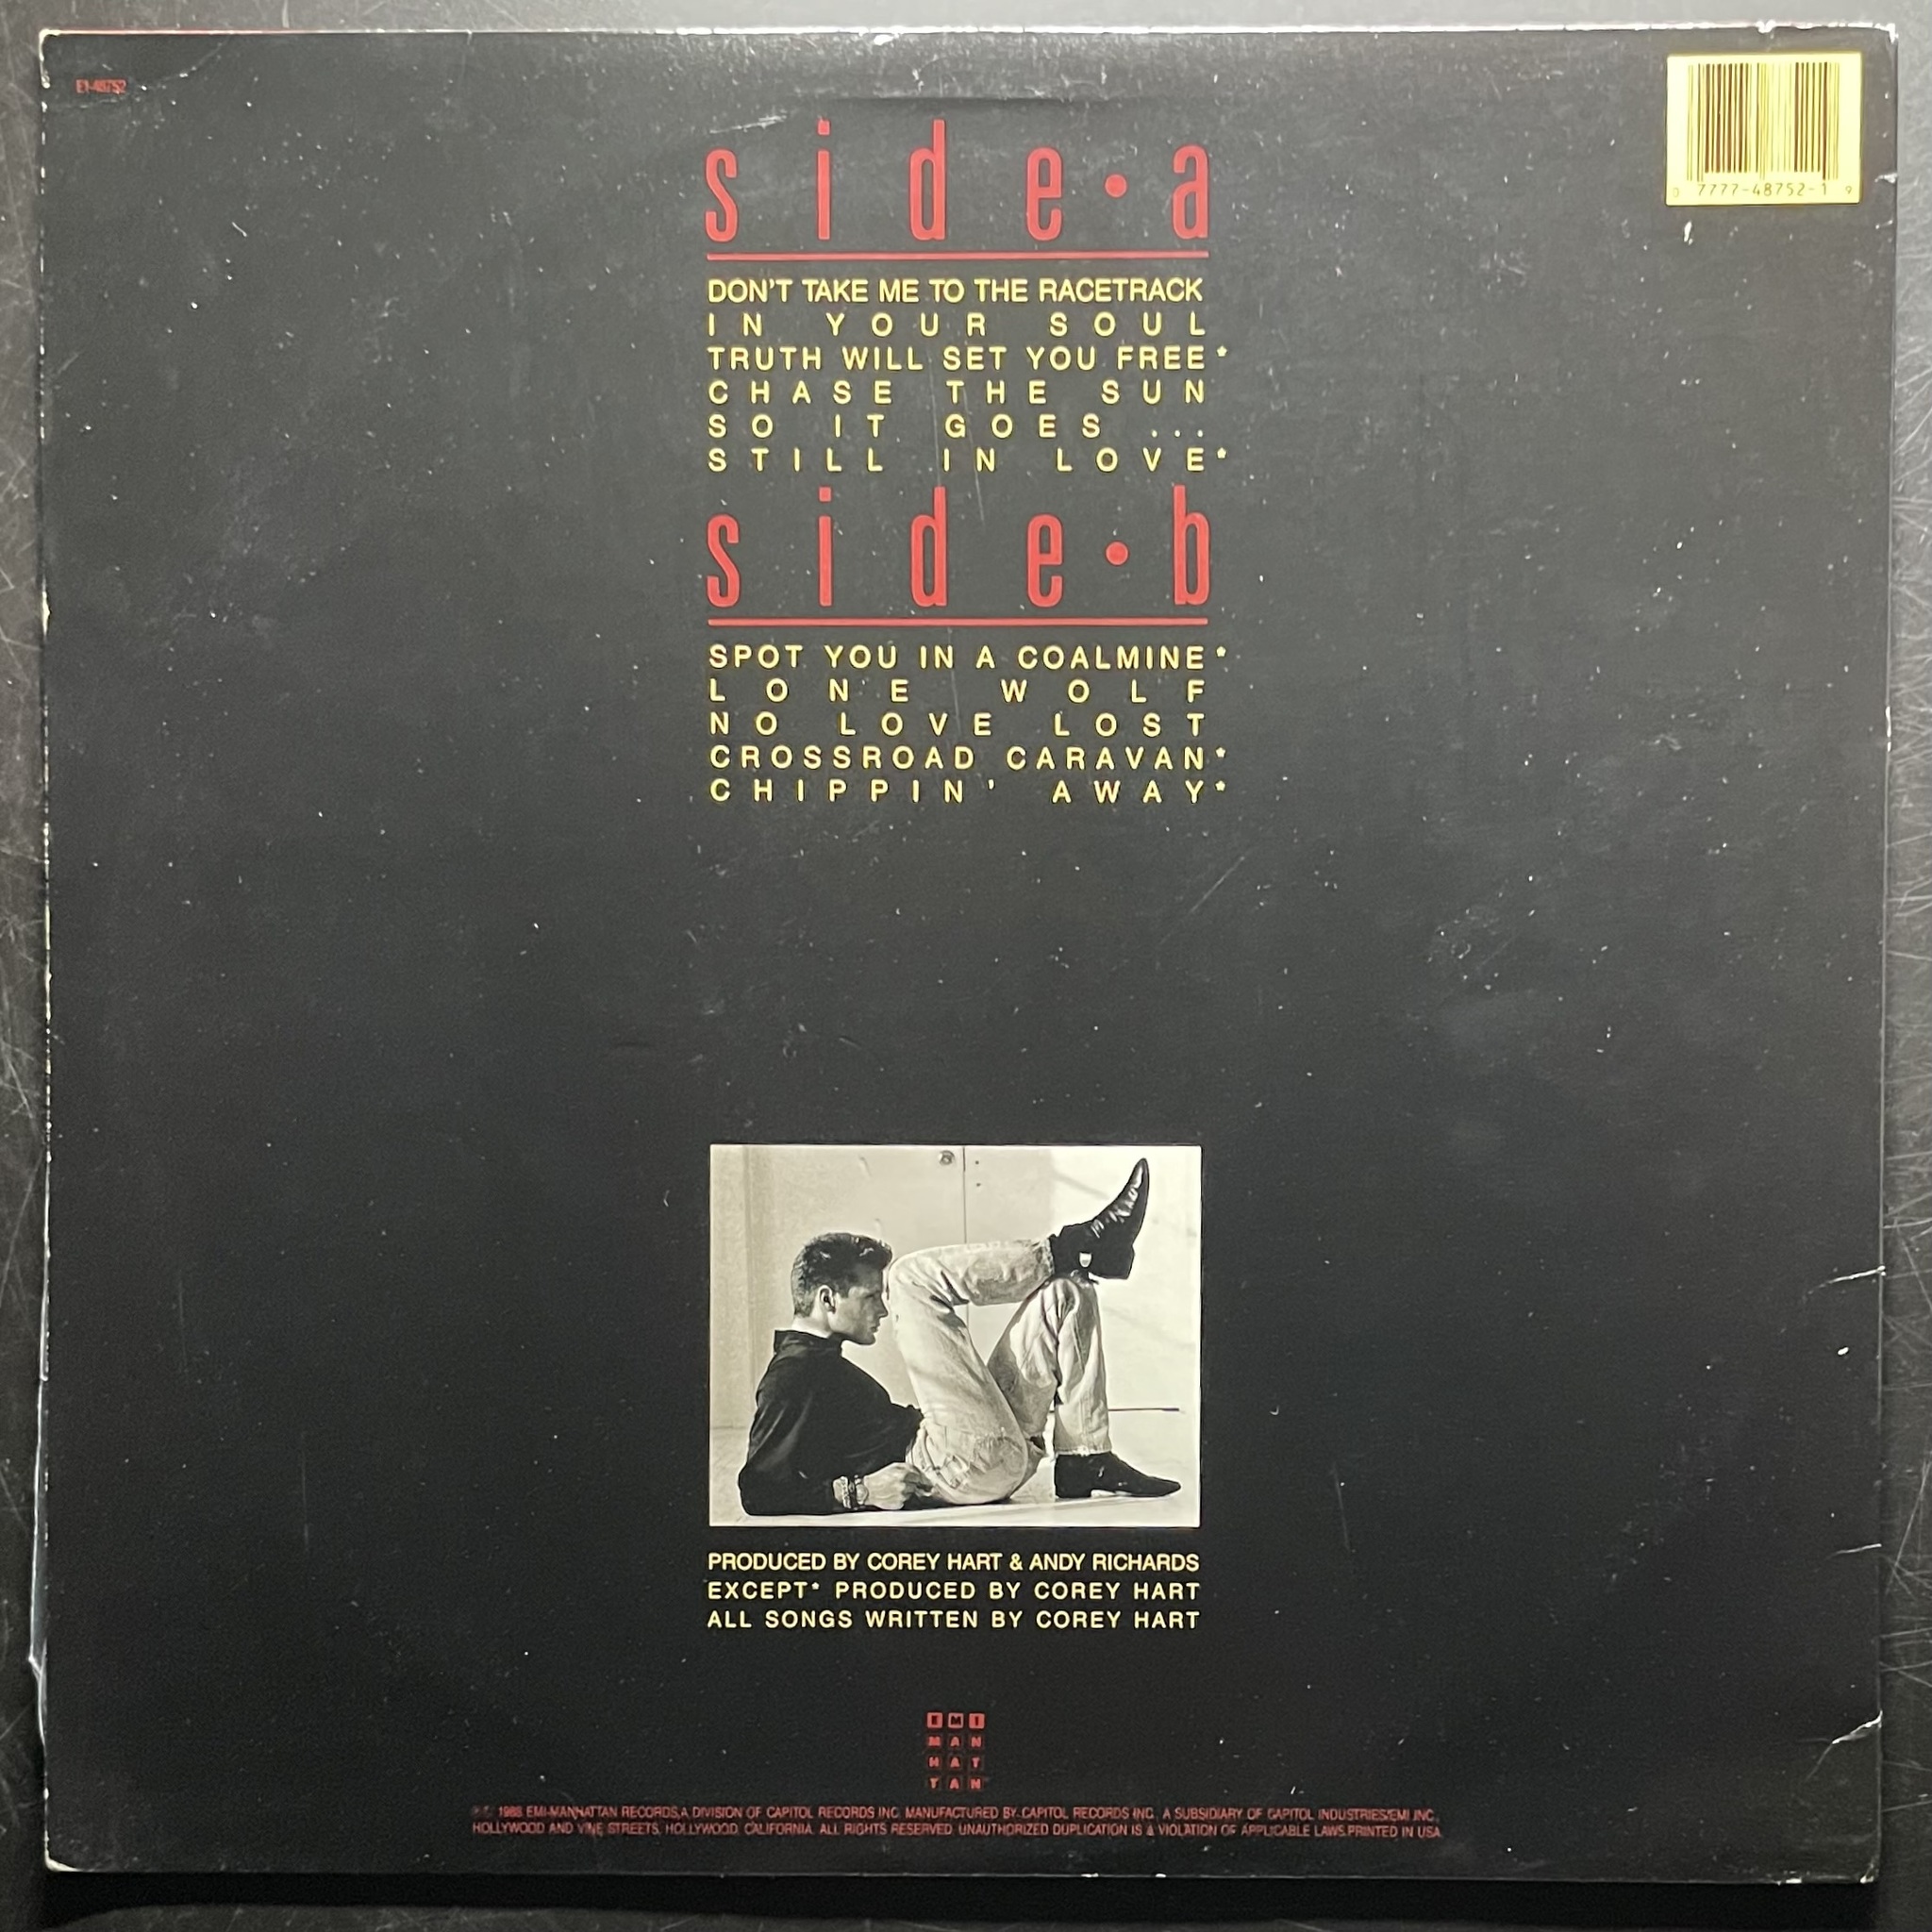 E1-48752
0 7777-48752-1 9
side•a
DON'T TAKE ME TO THE RACETRACK
IN YOUR SOUL
TRUTH WILL SET YOU FREE*
CHASE THE SUN
SO IT GOES ...
STILL IN LOVE*
side•b
SPOT YOU IN A COALMINE*
LONE WOLF
NO LOVE LOST
CROSSROAD CARAVAN*
CHIPPIN' AWAY*
PRODUCED BY COREY HART & ANDY RICHARDS
EXCEPT* PRODUCED BY COREY HART
ALL SONGS WRITTEN BY COREY HART
EMI
MAN
HAT
TAN
1988 EMI-MANHATTAN RECORDS, A DIVISION OF CAPITOL RECORDS INC. MANUFACTURED BY CAPITOL RECORDS INC., A SUBSIDIARY OF CAPITOL INDUSTRIES/EMI INC.,
HOLLYWOOD AND VINE STREETS, HOLLYWOOD, CALIFORNIA. ALL RIGHTS RESERVED. UNAUTHORIZED DUPLICATION IS A VIOLATION OF APPLICABLE LAWS. PRINTED IN USA.